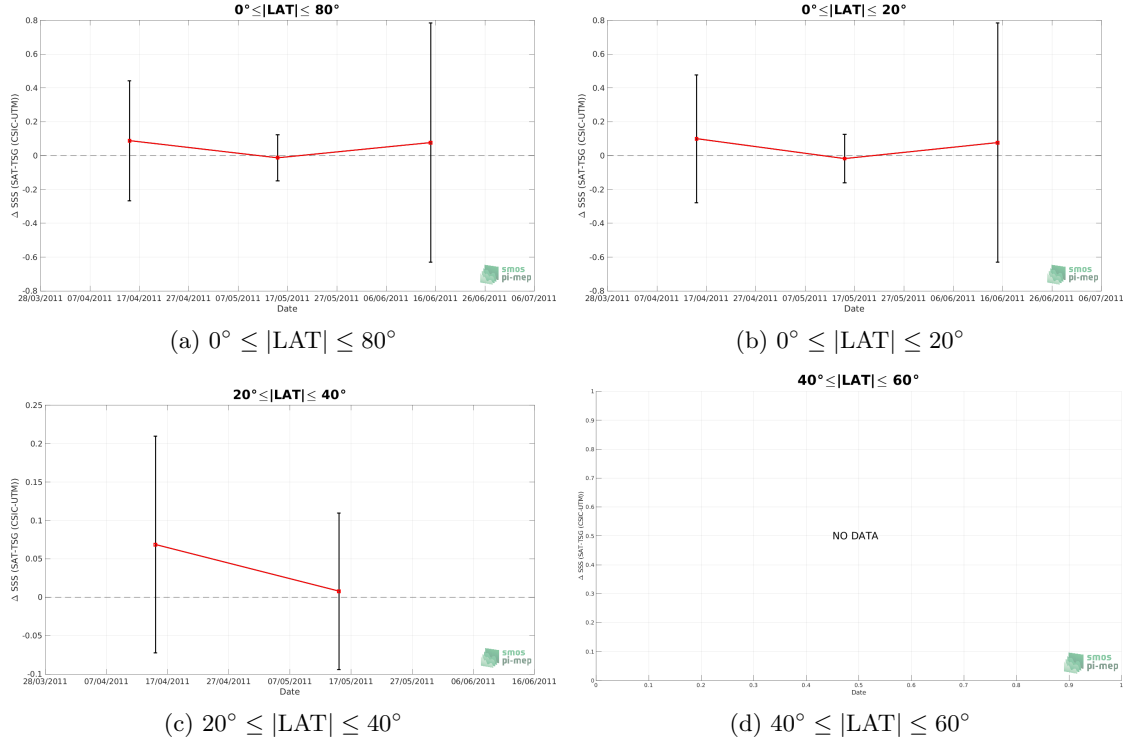 0°≤|LAT|≤ 80°
0.8
0.6
0.4
0.2
0
-0.2
-0.4
-0.6
-0.8
Δ SSS (SAT-TSG (CSIC-UTM))
28/03/2011 07/04/2011 17/04/2011 27/04/2011 07/05/2011 17/05/2011 27/05/2011 06/06/2011 16/06/2011 26/06/2011 06/07/2011
Date
smos
pi-mep
(a) 0° ≤ |LAT| ≤ 80°
0°≤|LAT|≤ 20°
0.8
0.6
0.4
0.2
0
-0.2
-0.4
-0.6
-0.8
Δ SSS (SAT-TSG (CSIC-UTM))
28/03/2011 07/04/2011 17/04/2011 27/04/2011 07/05/2011 17/05/2011 27/05/2011 06/06/2011 16/06/2011 26/06/2011 06/07/2011
Date
smos
pi-mep
(b) 0° ≤ |LAT| ≤ 20°
20°≤|LAT|≤ 40°
0.25
0.2
0.15
0.1
0.05
0
-0.05
-0.1
Δ SSS (SAT-TSG (CSIC-UTM))
28/03/2011 07/04/2011 17/04/2011 27/04/2011 07/05/2011 17/05/2011 27/05/2011 06/06/2011 16/06/2011
Date
smos
pi-mep
(c) 20° ≤ |LAT| ≤ 40°
40°≤|LAT|≤ 60°
1
0.9
0.8
0.7
0.6
0.5
0.4
0.3
0.2
0.1
0
Δ SSS (SAT-TSG (CSIC-UTM))
NO DATA
0 0.1 0.2 0.3 0.4 0.5 0.6 0.7 0.8 0.9 1
Date
smos
pi-mep
(d) 40° ≤ |LAT| ≤ 60°